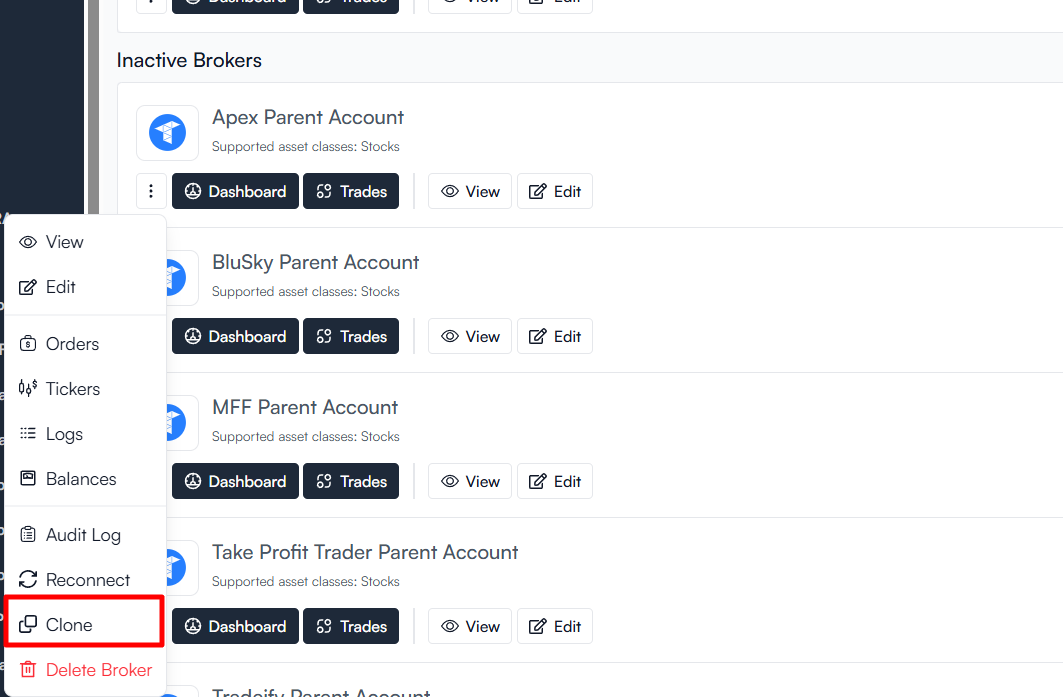 Dashboard Trades View Edit
Inactive Brokers
Apex Parent Account
Supported asset classes: Stocks
Dashboard Trades View Edit
View
Edit
Orders
Tickers
Logs
Balances
Audit Log
Reconnect
Clone
Delete Broker
BluSky Parent Account
Supported asset classes: Stocks
Dashboard Trades View Edit
MFF Parent Account
Supported asset classes: Stocks
Dashboard Trades View Edit
Take Profit Trader Parent Account
Supported asset classes: Stocks
Dashboard Trades View Edit
Tradeify Parent Account